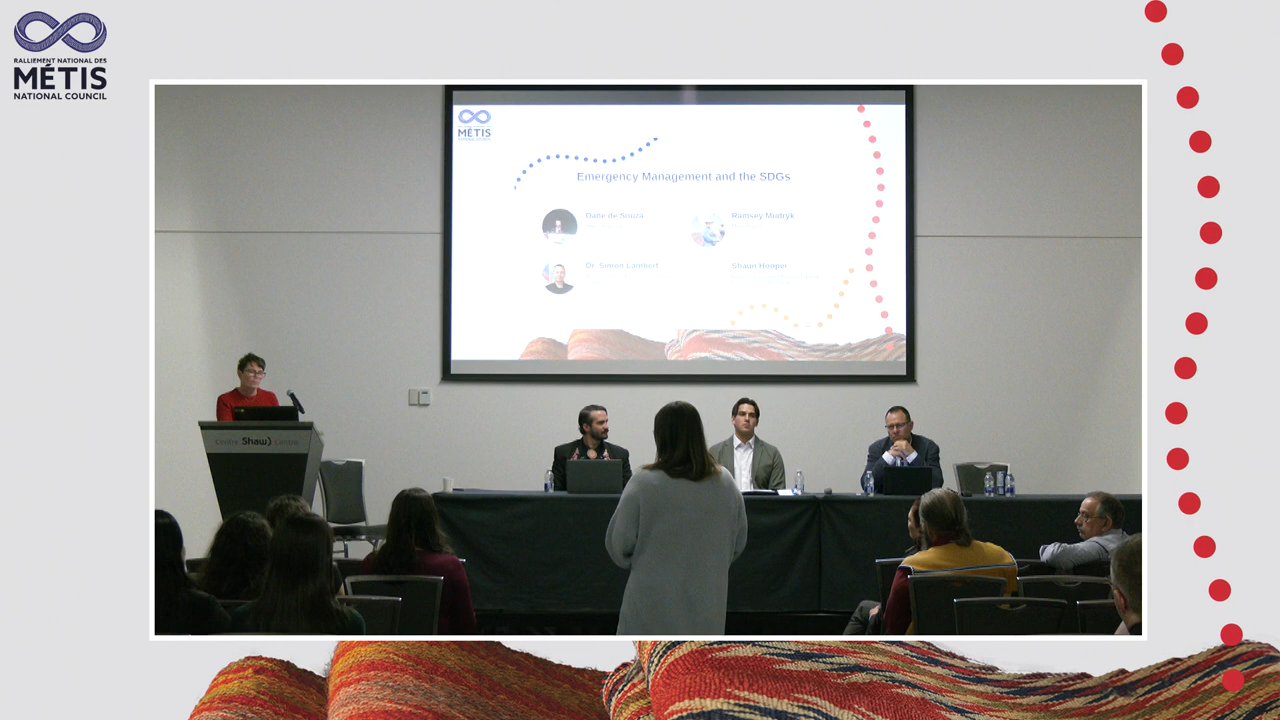 RALLIEMENT NATIONAL DES
MÉTIS
NATIONAL COUNCIL
MÉTIS
Emergency Management and the SDGs
Dane de Souza
Ramsey Mudryk
Dr. Simon Lambert
Shaun Hooper
Centre Shaw) Centre